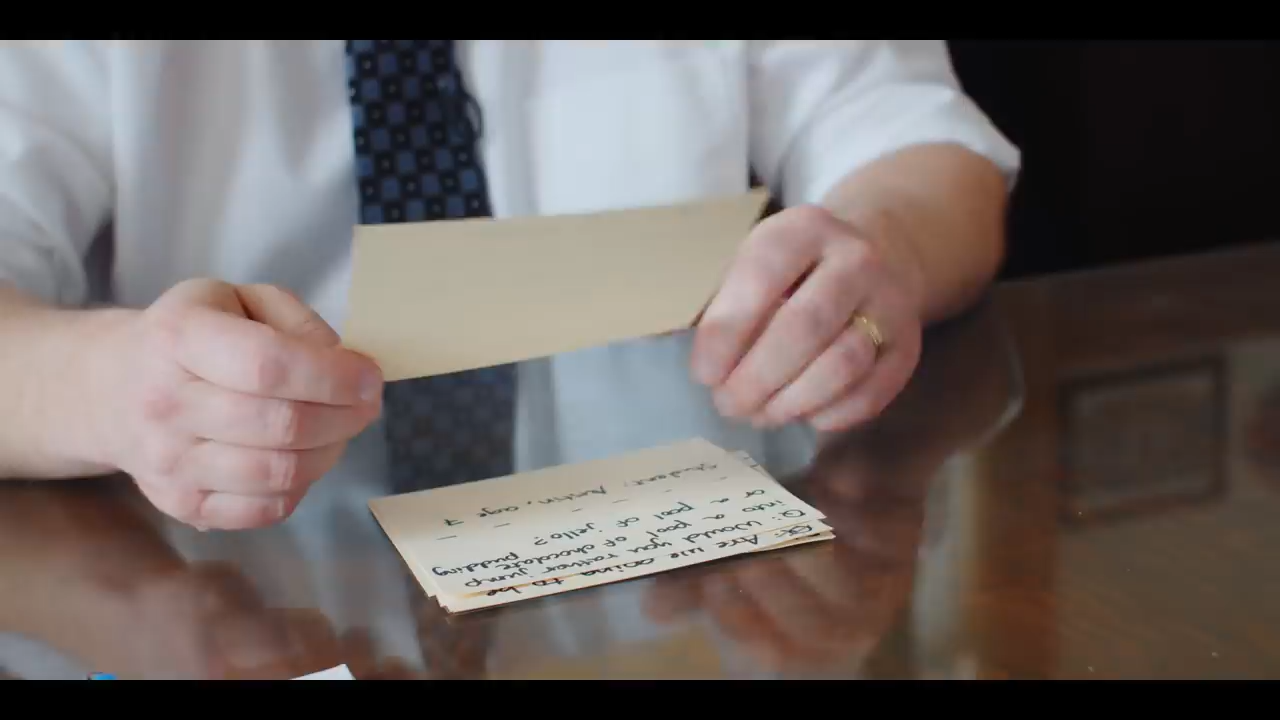 Q: Are we going to be
Q: Would you rather jump
into a pool of chocolate pudding
or a pool of jello?
Student: Austin, age 7